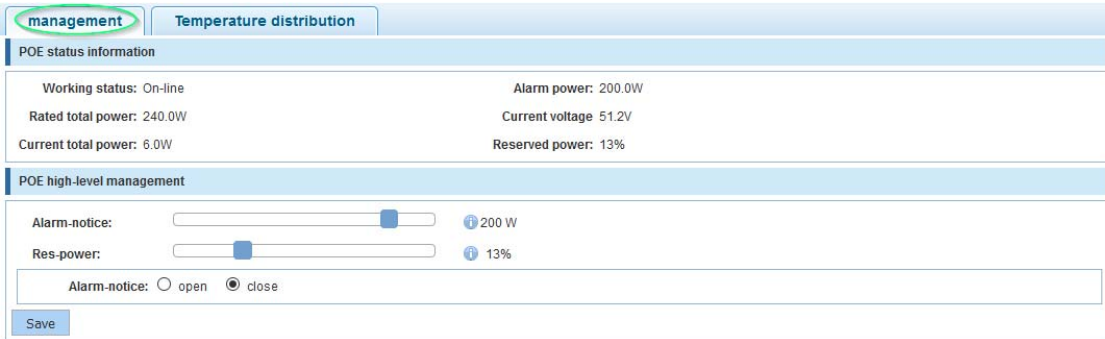 management Temperature distribution
POE status information
Working status: On-line Alarm power: 200.0W
Rated total power: 240.0W Current voltage 51.2V
Current total power: 6.0W Reserved power: 13%
POE high-level management
Alarm-notice: 200 W
Res-power: 13%
Alarm-notice: open close
Save